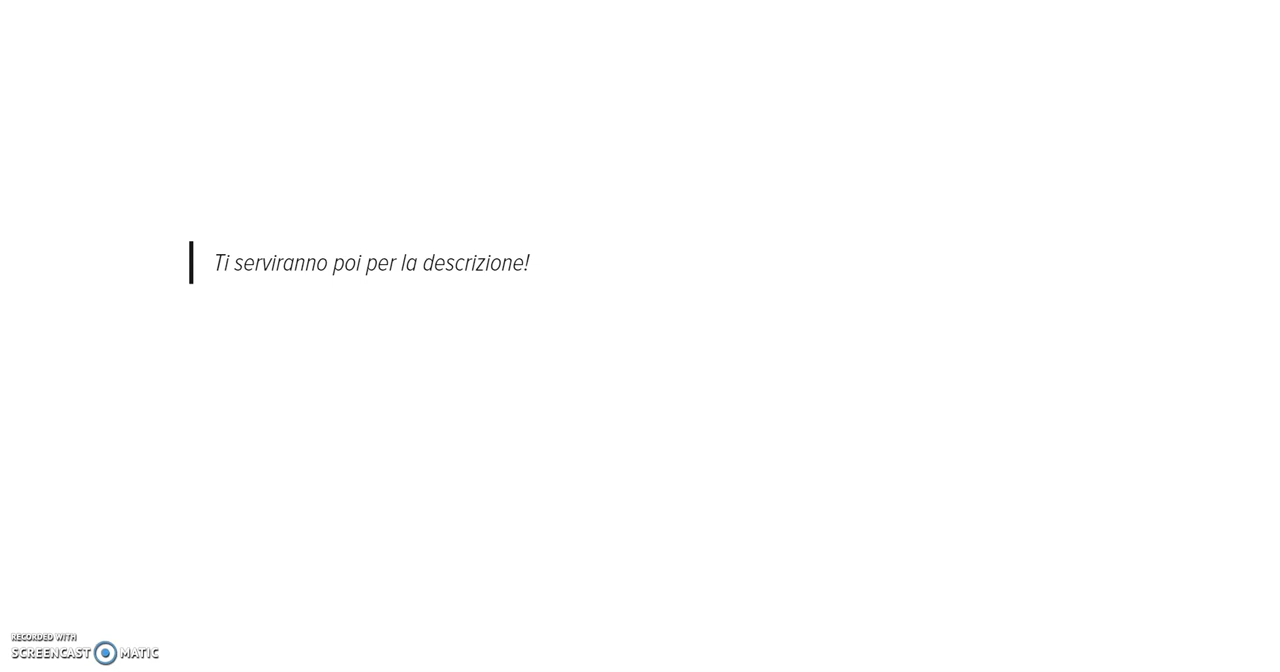 Ti serviranno poi per la descrizione!
RECORDED WITH
SCREENCAST MATIC